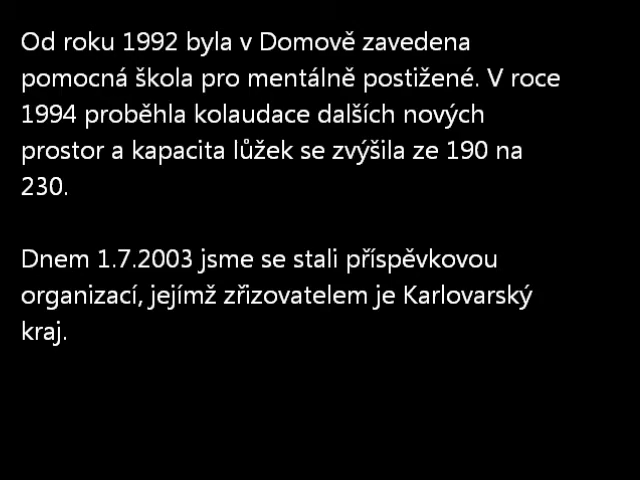 Od roku 1992 byla v Domově zavedena
pomocná škola pro mentálně postižené. V roce
1994 proběhla kolaudace dalších nových
prostor a kapacita lůžek se zvýšila ze 190 na
230.
Dnem 1.7.2003 jsme se stali příspěvkovou
organizací, jejímž zřizovatelem je Karlovarský
kraj.